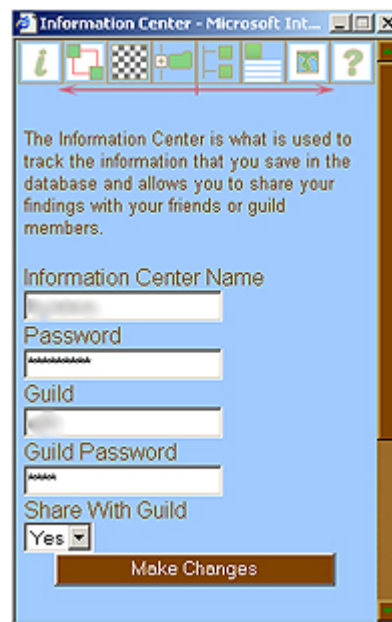 Information Center - Microsoft Int...
i
?
The Information Center is what is used to
track the information that you save in the
database and allows you to share your
findings with your friends or guild
members.
Information Center Name
Password
**********
Guild
Guild Password
****
Share With Guild
Yes
Make Changes